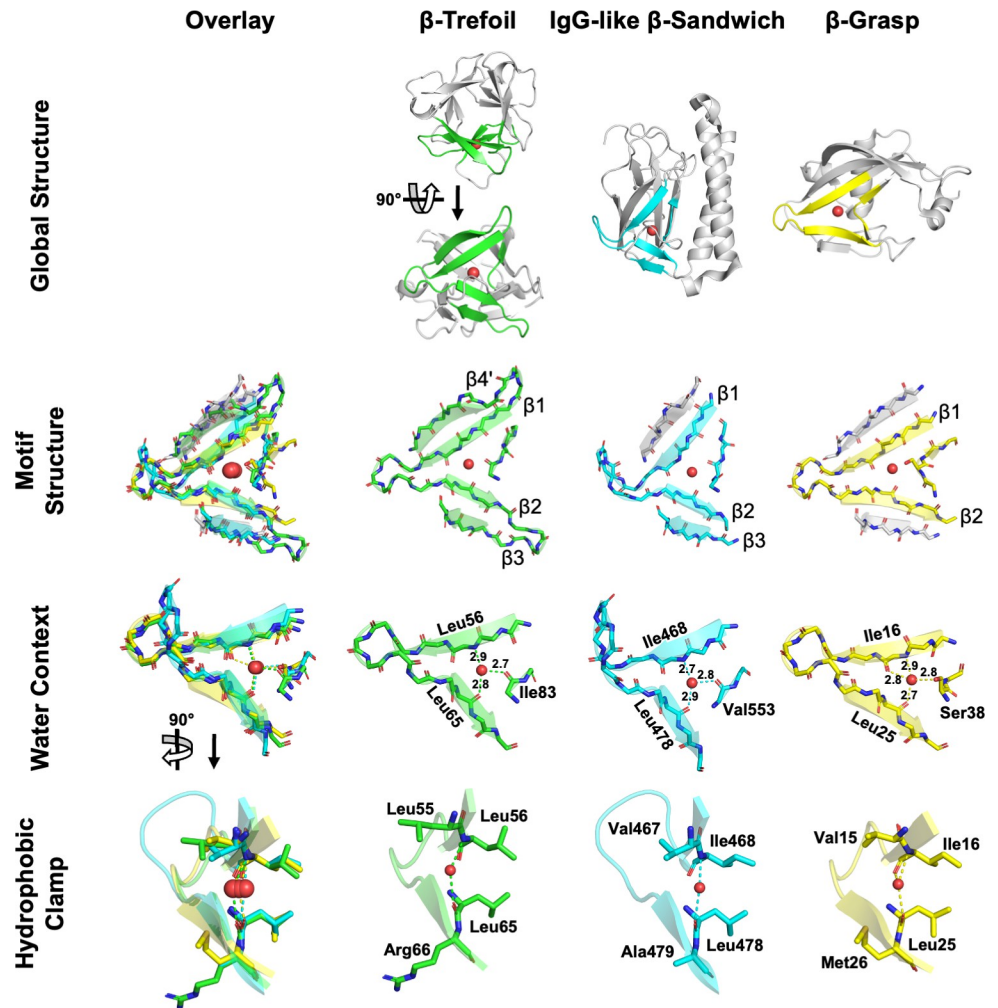 Overlay
β-Trefoil
IgG-like β-Sandwich
β-Grasp
Global Structure
90°
Motif
Structure
β4'
β1
β2
β3
β1
β2
β3
β1
β2
Water Context
90°
Leu56
2.9
2.7
2.8
Ile83
Leu65
Ile468
2.7
2.8
2.9
Val553
Leu478
Ile16
2.9
2.8
2.8
2.7
Ser38
Leu25
Hydrophobic
Clamp
Leu55
Leu56
Leu65
Arg66
Val467
Ile468
Ala479
Leu478
Val15
Ile16
Leu25
Met26